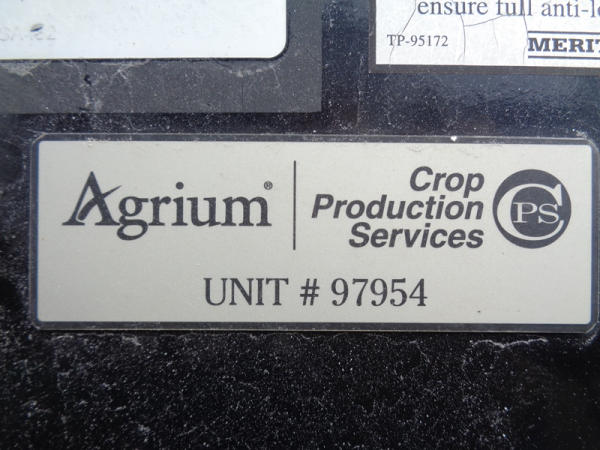 ensure full anti-lo
TP-95172
MERIT
Agrium®
Crop
Production
Services
CPS
UNIT # 97954